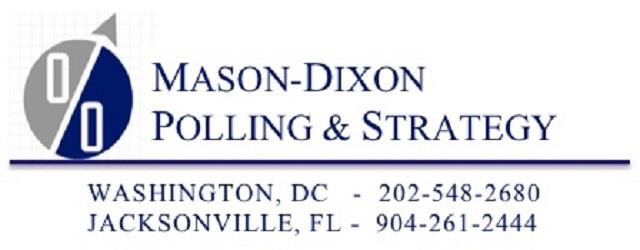 MASON-DIXON
POLLING & STRATEGY
WASHINGTON, DC - 202-548-2680
JACKSONVILLE, FL - 904-261-2444